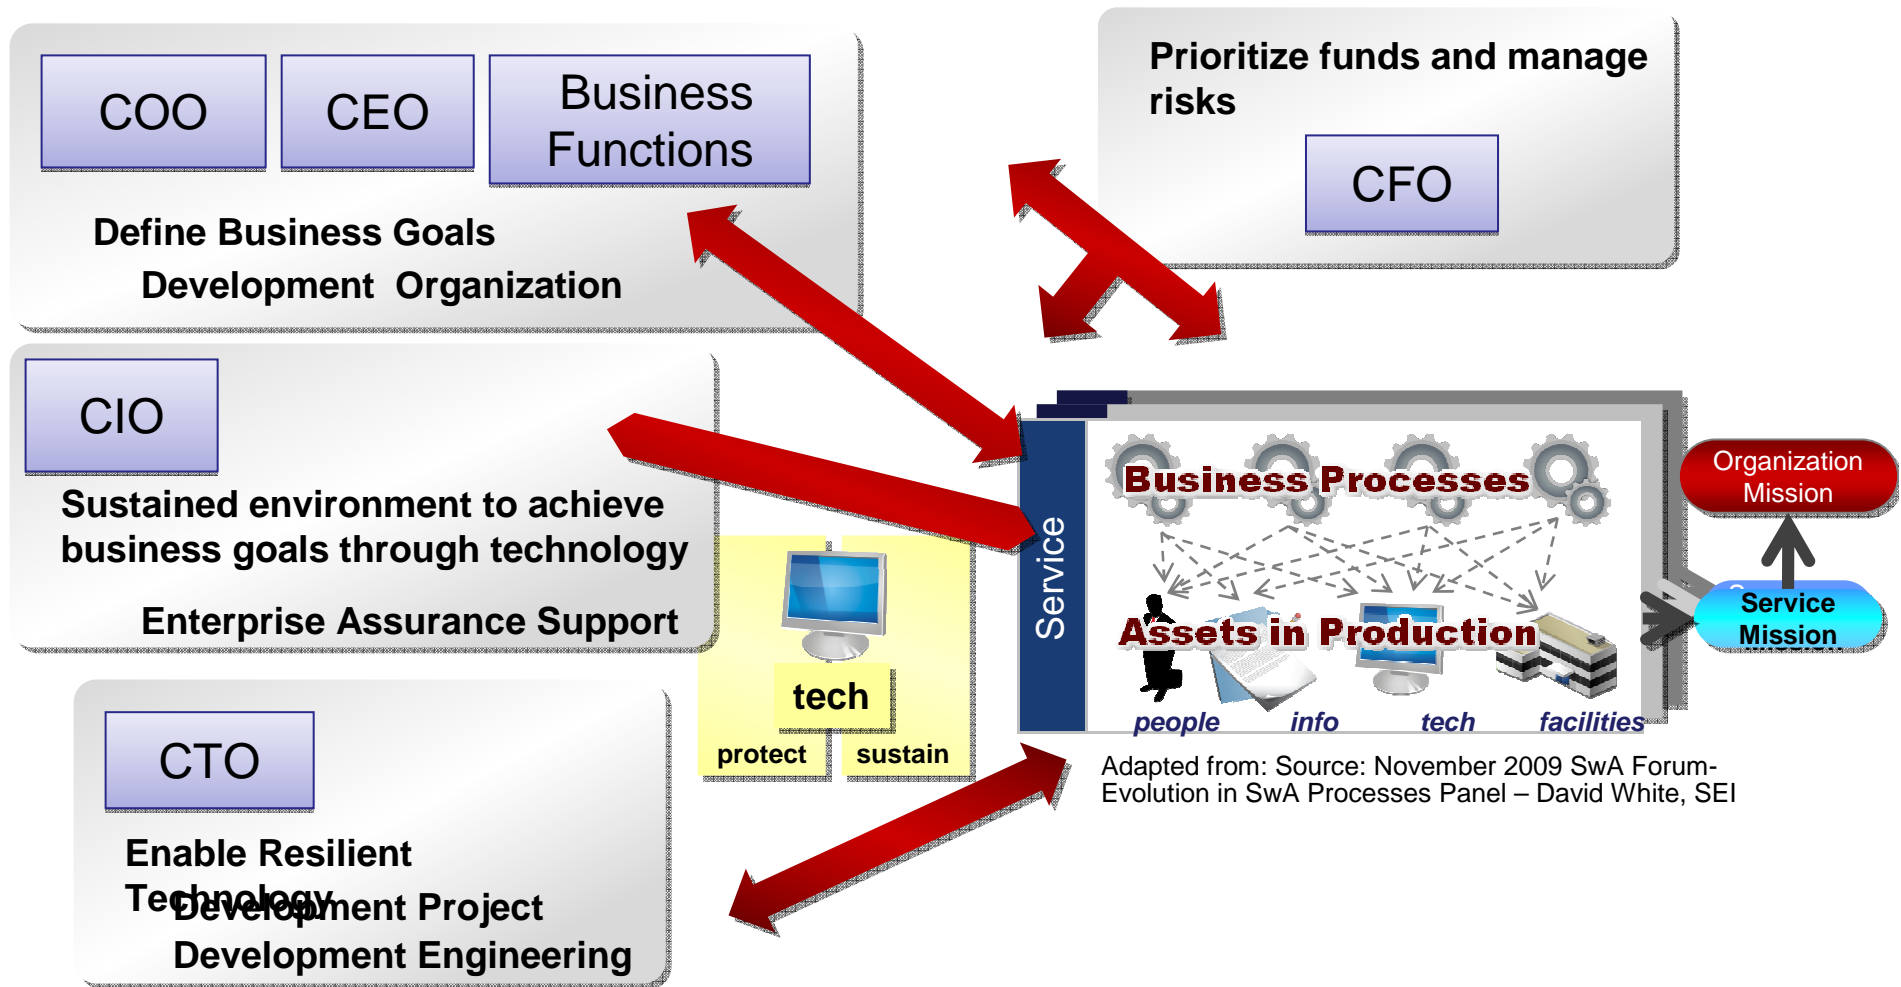 COO
CEO
Business
Functions
Define Business Goals
Development Organization
Prioritize funds and manage
risks
CFO
CIO
Sustained environment to achieve
business goals through technology
Enterprise Assurance Support
tech
protect
sustain
CTO
Enable Resilient
Technology
Development Project
Development Engineering
Service
Business Processes
Assets in Production
people
info
tech
facilities
Organization
Mission
Service
Mission
Adapted from: Source: November 2009 SwA Forum-
Evolution in SwA Processes Panel – David White, SEI